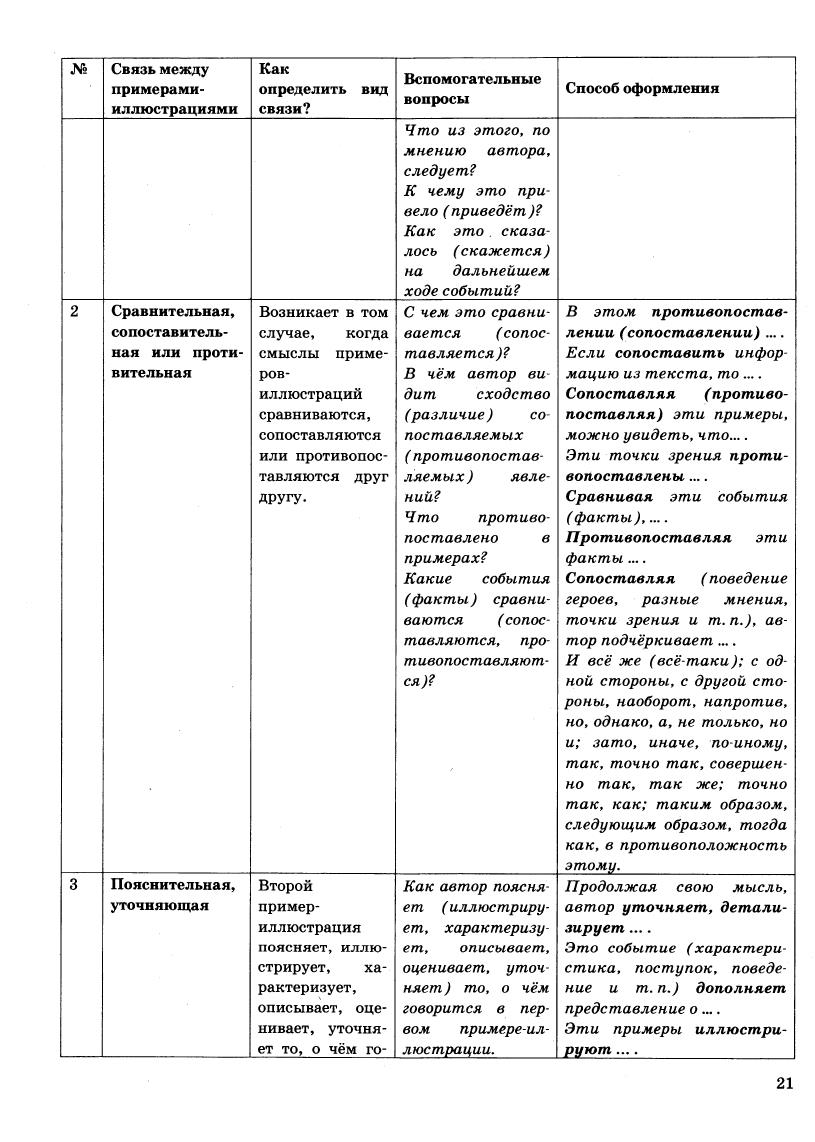 №
Связь между
примерами-
иллюстрациями
Как
определить вид
связи?
Вспомогательные
вопросы
Способ оформления
Что из этого, по
мнению автора,
следует?
К чему это при-
вело (приведёт)?
Как это сказа-
лось (скажется)
на дальнейшем
ходе событий?
2
Сравнительная,
сопоставитель-
ная или проти-
вительная
Возникает в том
случае, когда
смыслы приме-
ров-
иллюстраций
сравниваются,
сопоставляются
или противопос-
тавляются друг
другу.
С чем это сравни-
вается (сопос-
тавляется)?
В чём автор ви-
дит сходство
(различие) со-
поставляемых
(противопостав-
ляемых) явле-
ний?
Что противо-
поставлено в
примерах?
Какие события
(факты) сравни-
ваются (сопос-
тавляются, про-
тивопоставляют-
ся)?
В этом противопостав-
лении (сопоставлении) ... .
Если сопоставить инфор-
мацию из текста, то ... .
Сопоставляя (противо-
поставляя) эти примеры,
можно увидеть, что... .
Эти точки зрения проти-
вопоставлены ... .
Сравнивая эти события
(факты), ... .
Противопоставляя эти
факты ... .
Сопоставляя (поведение
героев, разные мнения,
точки зрения и т. п.), ав-
тор подчёркивает ... .
И всё же (всё-таки); с од-
ной стороны, с другой сто-
роны, наоборот, напротив,
но, однако, а, не только, но
и; зато, иначе, по-иному,
так, точно так, совершен-
но так, так же; точно
так, как; таким образом,
следующим образом, тогда
как, в противоположность
этому.
3
Пояснительная,
уточняющая
Второй
пример-
иллюстрация
поясняет, иллю-
стрирует, ха-
рактеризует,
описывает, оце-
нивает, уточня-
ет то, о чём го-
Как автор поясня-
ет (иллюстриру-
ет, характеризу-
ет, описывает,
оценивает, уточ-
няет) то, о чём
говорится в пер-
вом примере-ил-
люстрации.
Продолжая свою мысль,
автор уточняет, детали-
зирует ... .
Это событие (характери-
стика, поступок, поведе-
ние и т. п.) дополняет
представление о ... .
Эти примеры иллюстри-
руют ... .
21